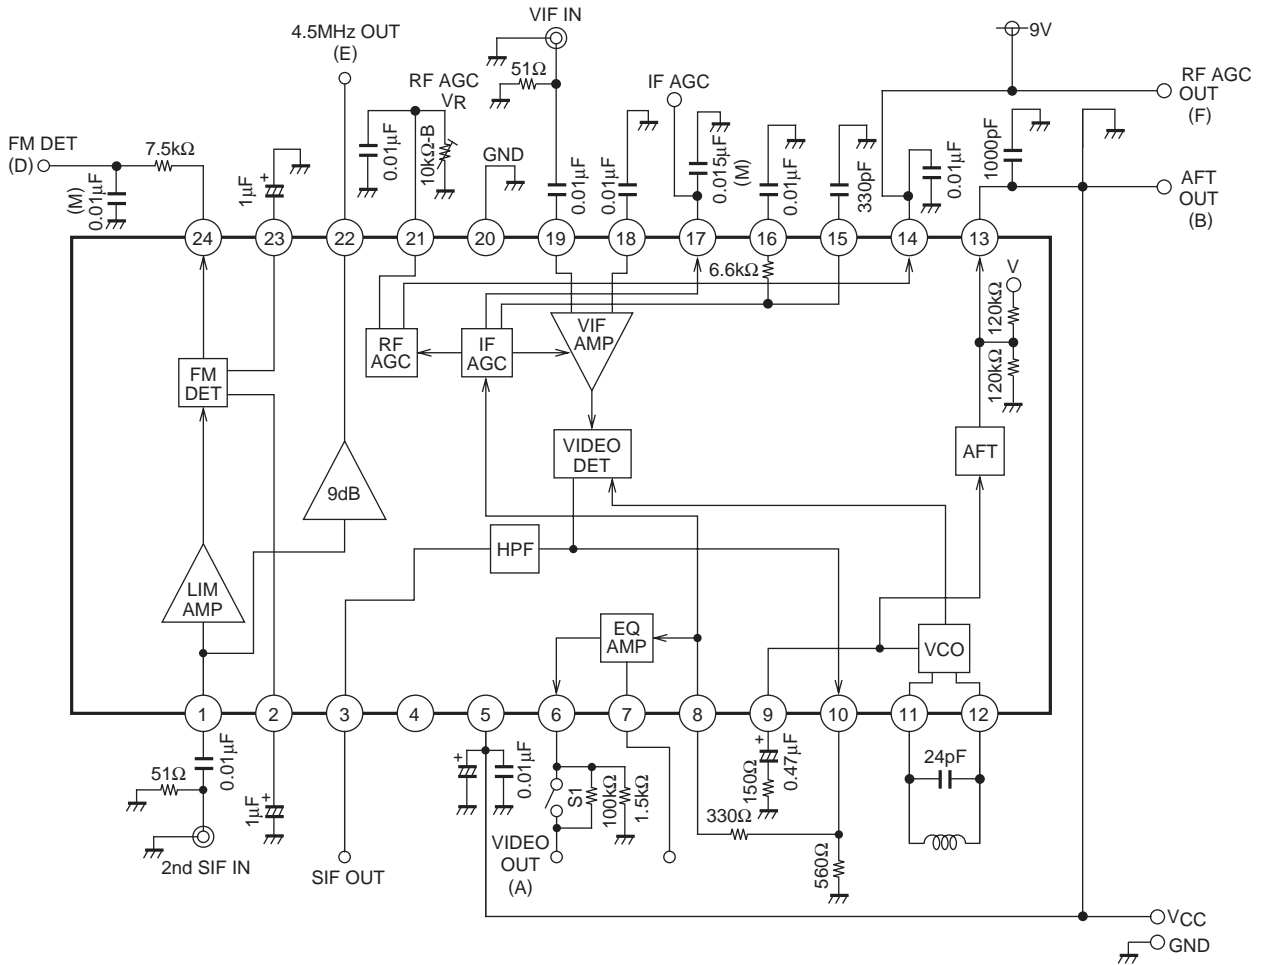 VIF IN
4.5MHz OUT
(E)
9V
RF AGC
VR
51Ω
IF AGC
RF AGC
OUT
(F)
FM DET
(D)
7.5kΩ
(M)
0.01µF
1µF
+
0.01µF
10kΩ-B
GND
0.01µF
0.01µF
0.015µF
(M)
0.01µF
330pF
0.01µF
1000pF
AFT
OUT
(B)
24
23
22
21
20
19
18
17
16
15
14
13
6.6kΩ
V
120kΩ
120kΩ
RF
AGC
IF
AGC
VIF
AMP
FM
DET
VIDEO
DET
AFT
9dB
HPF
LIM
AMP
EQ
AMP
VCO
1
2
3
4
5
6
7
8
9
10
11
12
0.01µF
51Ω
2nd SIF IN
1µF
+
SIF OUT
+
0.01µF
S1
100kΩ
1.5kΩ
VIDEO
OUT
(A)
330Ω
+
150Ω
0.47µF
560Ω
24pF
VCC
GND